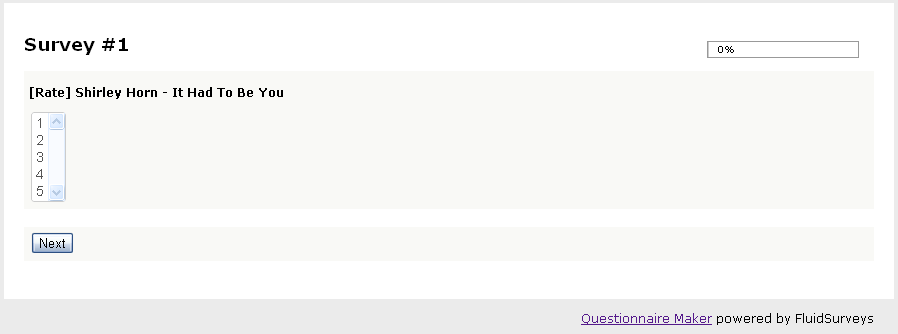 Survey #1
0%
[Rate] Shirley Horn - It Had To Be You
1
2
3
4
5
Next
Questionnaire Maker powered by FluidSurveys